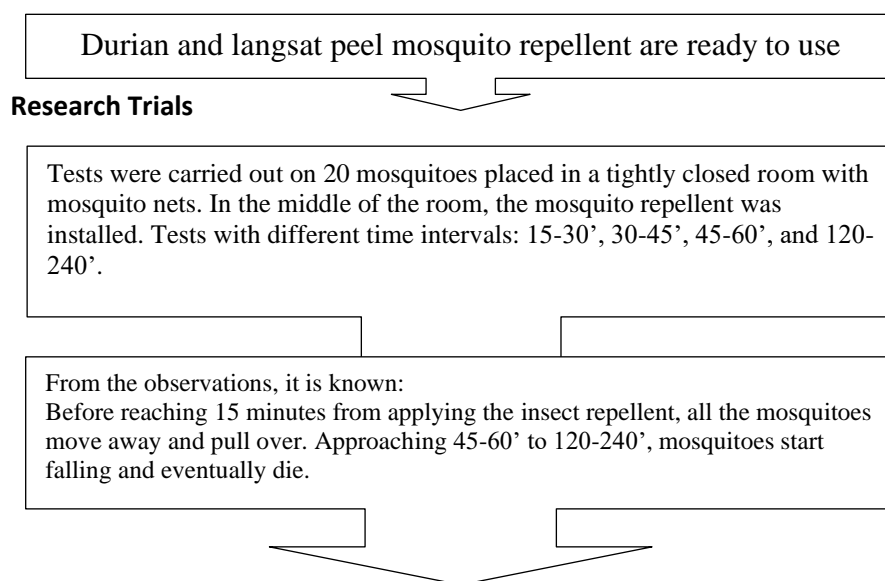 Durian and langsat peel mosquito repellent are ready to use
Research Trials
Tests were carried out on 20 mosquitoes placed in a tightly closed room with
mosquito nets. In the middle of the room, the mosquito repellent was
installed. Tests with different time intervals: 15-30’, 30-45’, 45-60’, and 120-
240’.
From the observations, it is known:
Before reaching 15 minutes from applying the insect repellent, all the mosquitoes
move away and pull over. Approaching 45-60’ to 120-240’, mosquitoes start
falling and eventually die.